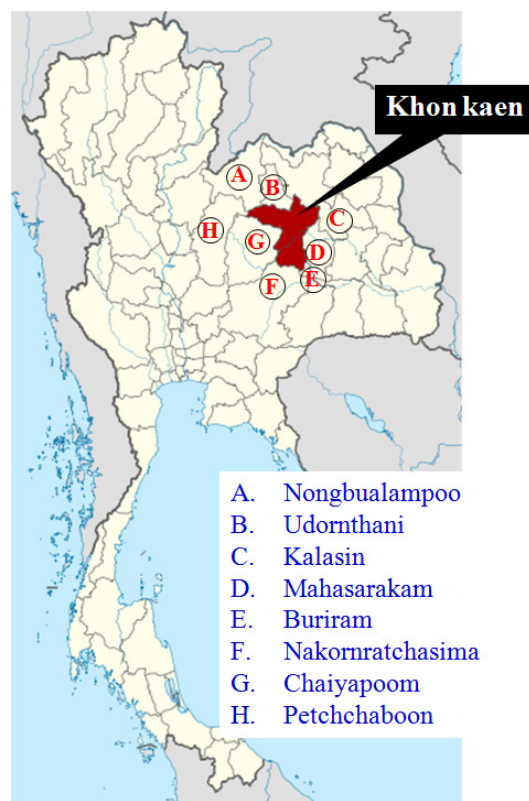 Khon kaen
A
B
C
H
G
D
E
F
A. Nongbualampoo
B. Udornthani
C. Kalasin
D. Mahasarakam
E. Buriram
F. Nakornratchasima
G. Chaiyapoom
H. Petchchaboon